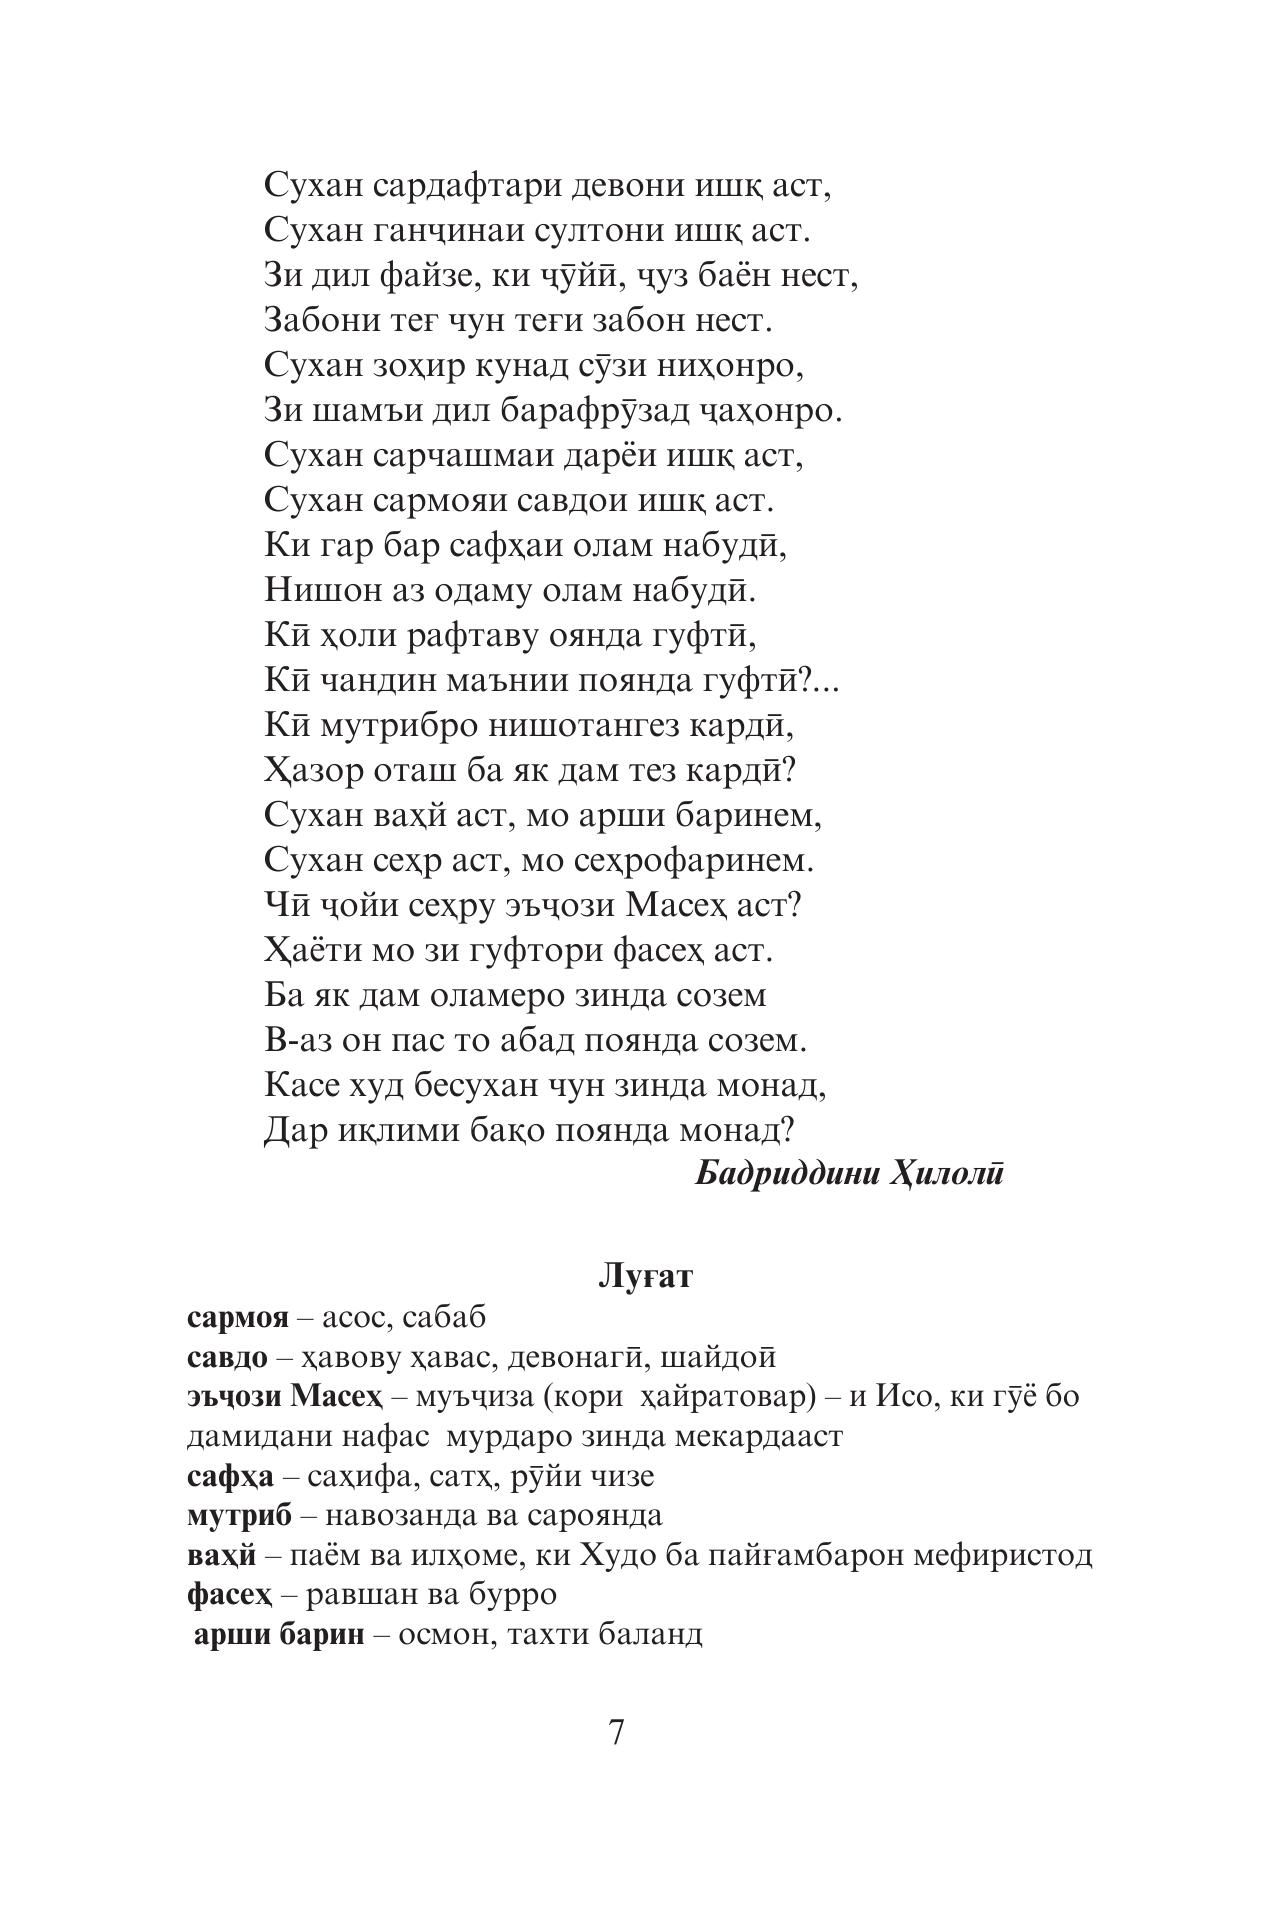 Сухан сардафтари девони ишқ аст,
Сухан ганҷинаи султони ишқ аст.
Зи дил файзе, ки ҷӯйӣ, ҷуз баён нест,
Забони теғ чун теғи забон нест.
Сухан зоҳир кунад сӯзи ниҳонро,
Зи шамъи дил барафрӯзад ҷаҳонро.
Сухан сарчашмаи дарёи ишқ аст,
Сухан сармояи савдои ишқ аст.
Ки гар бар сафҳаи олам набудӣ,
Нишон аз одаму олам набудӣ.
Кӣ ҳоли рафтаву оянда гуфтӣ,
Кӣ чандин маънии поянда гуфтӣ?...
Кӣ мутрибро нишотангез кардӣ,
Ҳазор оташ ба як дам тез кардӣ?
Сухан ваҳй аст, мо арши баринем,
Сухан сеҳр аст, мо сеҳрофаринем.
Чӣ ҷойи сеҳру эъҷози Масеҳ аст?
Ҳаёти мо зи гуфтори фасеҳ аст.
Ба як дам оламеро зинда созем
В-аз он пас то абад поянда созем.
Касе худ бесухан чун зинда монад,
Дар иқлими бақо поянда монад?
Бадриддини Ҳилолӣ
Луғат
сармоя – асос, сабаб
савдо – ҳавову ҳавас, девонагӣ, шайдоӣ
эъҷози Масеҳ – муъҷиза (кори ҳайратовар) – и Исо, ки гӯё бо
дамидани нафас мурдаро зинда мекардааст
сафҳа – саҳифа, сатҳ, рӯйи чизе
мутриб – навозанда ва сароянда
ваҳй – паём ва илҳоме, ки Худо ба пайғамбарон мефиристод
фасеҳ – равшан ва бурро
арши барин – осмон, тахти баланд
7